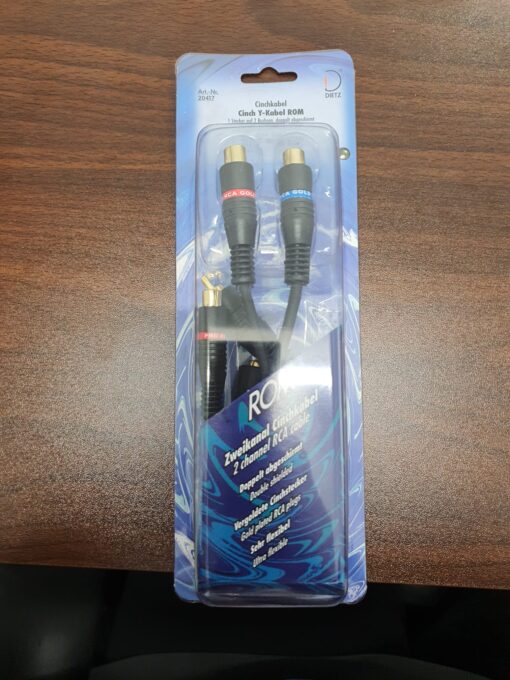 Art.-Nr.
20417
Cinchkabel
Cinch Y-Kabel ROM
1 Stecker auf 2 Buchsen, doppelt abgeschirmt
DIETZ
RCA GOLD
RCA GOLD
Zweikanal Cinchkabel
2 channel RCA cable
Doppelt abgeschirmt
Double shielded
Vergoldete Cinchstecker
Gold plated RCA plugs
Sehr flexibel
Ultra flexible